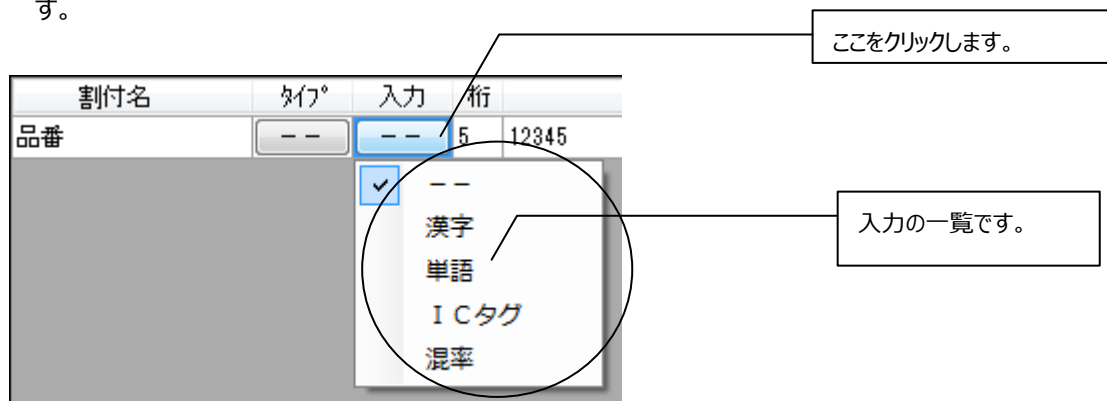 す。
ここをクリックします。
割付名 ﾀｲﾌﾟ 入力 桁
品番 －－ －－ 5 12345
－－
漢字
単語
ＩＣタグ
混率
入力の一覧です。